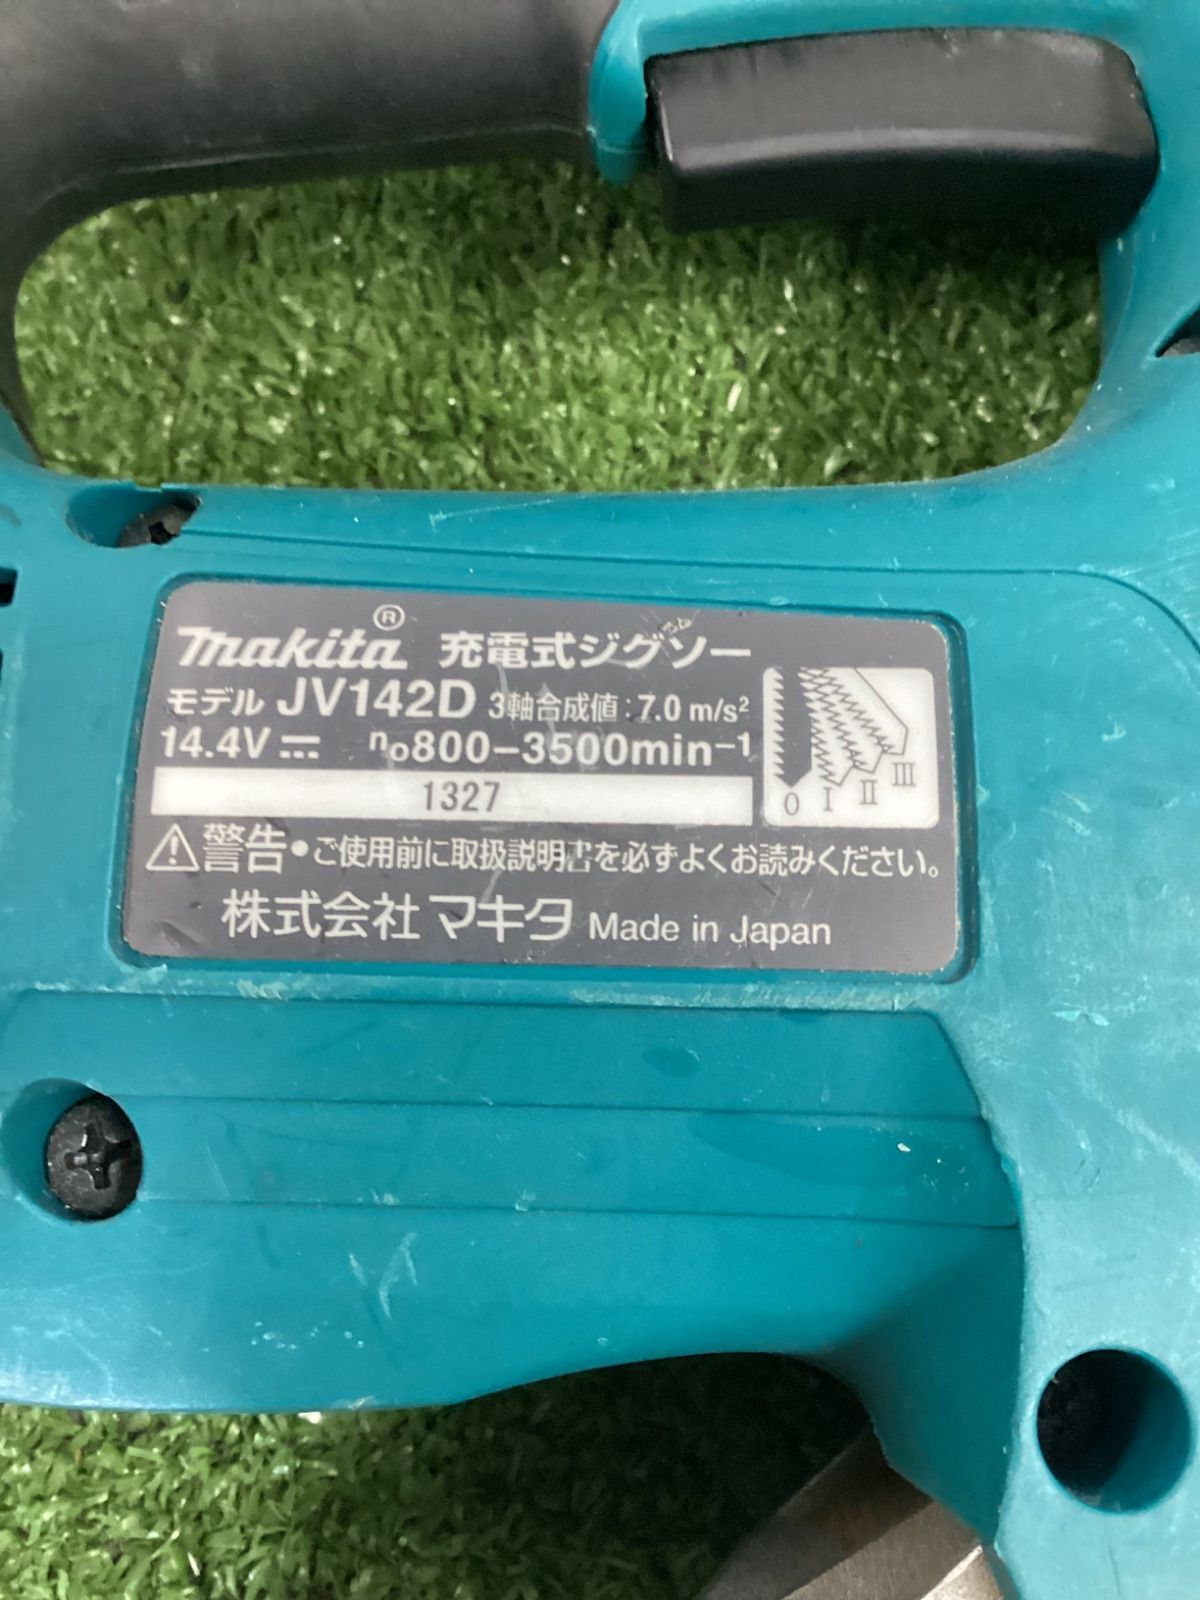 makita® 充電式ジグソー
モデル JV142D 3軸合成値:7.0 m/s²
14.4V ⎓ n₀800-3500min⁻¹
1327
0 I II III
⚠警告•ご使用前に取扱説明書を必ずよくお読みください。
株式会社 マキタ Made in Japan